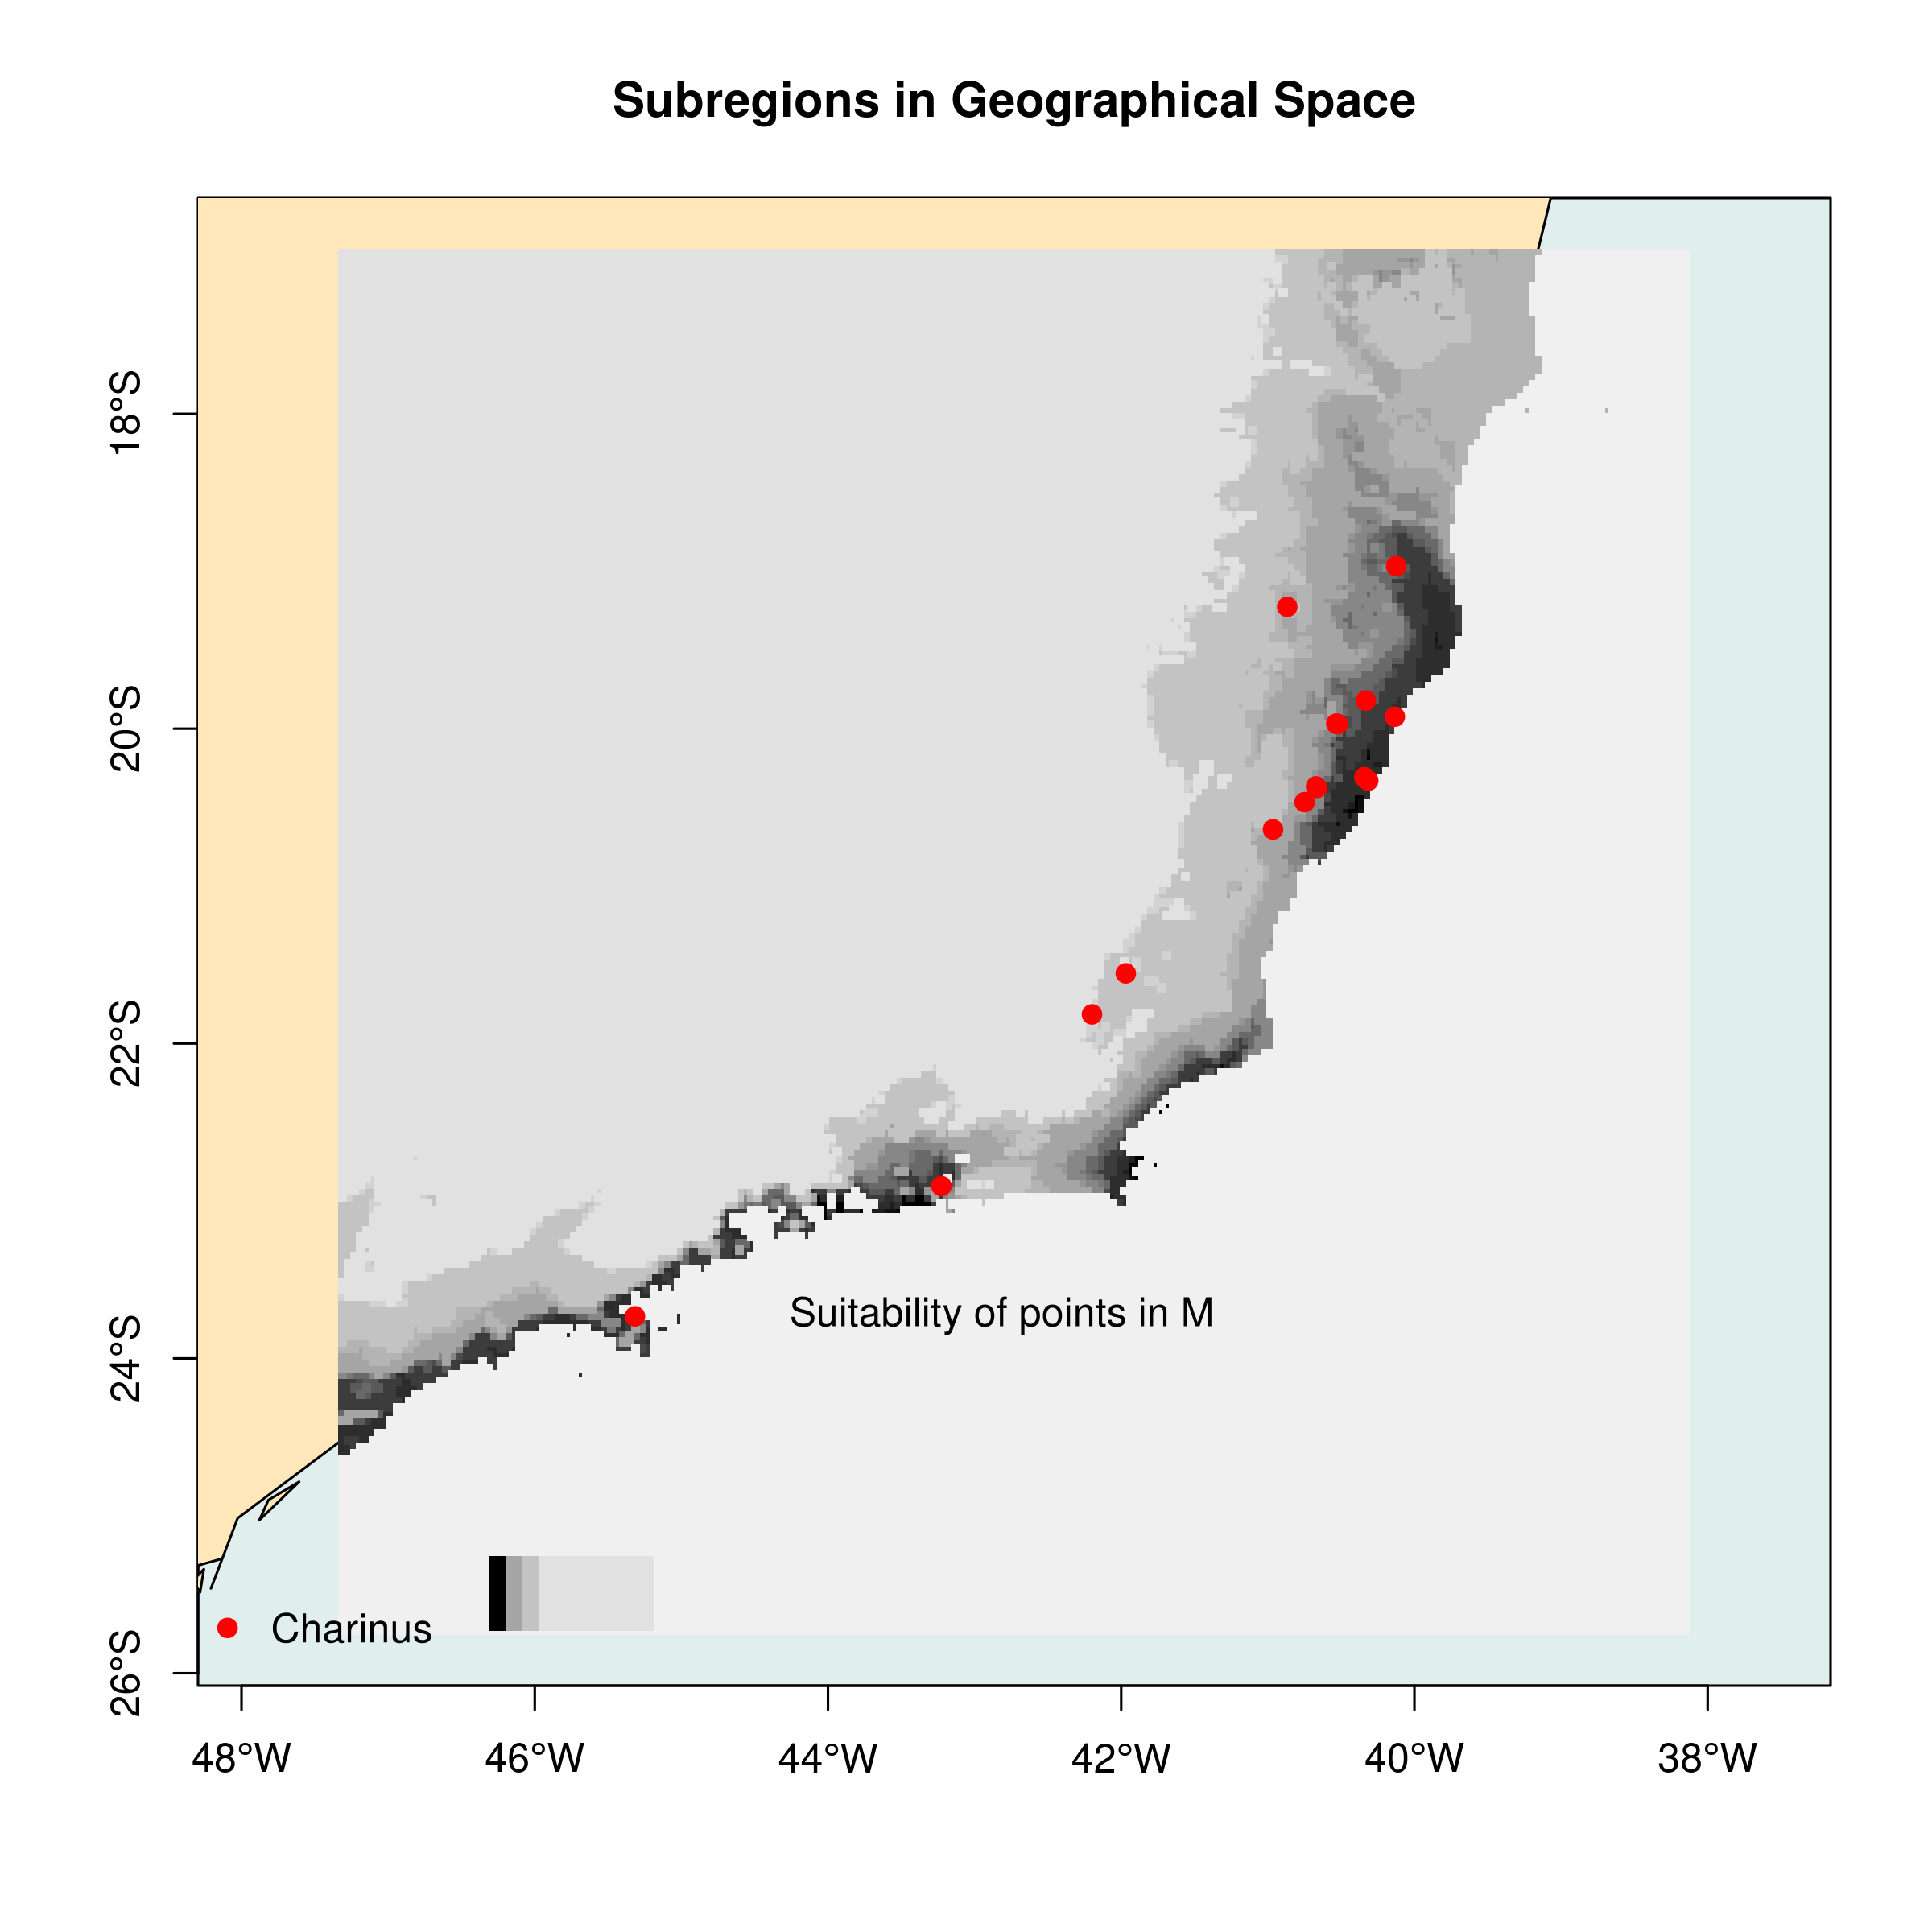 Subregions in Geographical Space
18°S
20°S
22°S
24°S
26°S
Suitability of points in M
Charinus
48°W
46°W
44°W
42°W
40°W
38°W